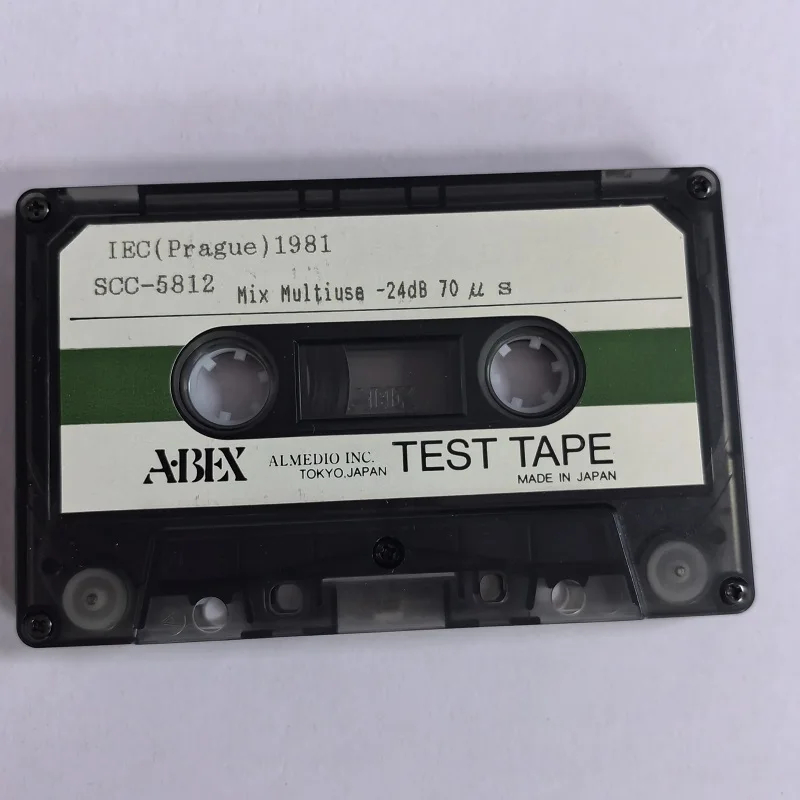 IEC(Prague)1981
SCC-5812 Mix Multiuse -24dB 70 μ s
ABEX
A·BEX ALMEDIO INC. TEST TAPE
TOKYO.JAPAN MADE IN JAPAN